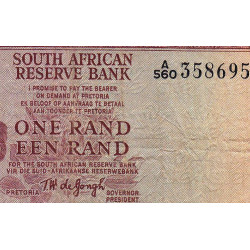 SOUTH AFRICAN
RESERVE BANK
A/560 358695
I PROMISE TO PAY THE BEARER
ON DEMAND AT PRETORIA
EK BELOOF OP AANVRAAG TE BETAAL
AAN TOONDER TE PRETORIA
ONE RAND
EEN RAND
FOR THE SOUTH AFRICAN RESERVE BANK
VIR DIE SUID-AFRIKAANSE RESERWEBANK
TW de Jongh
PRETORIA
GOVERNOR
PRESIDENT